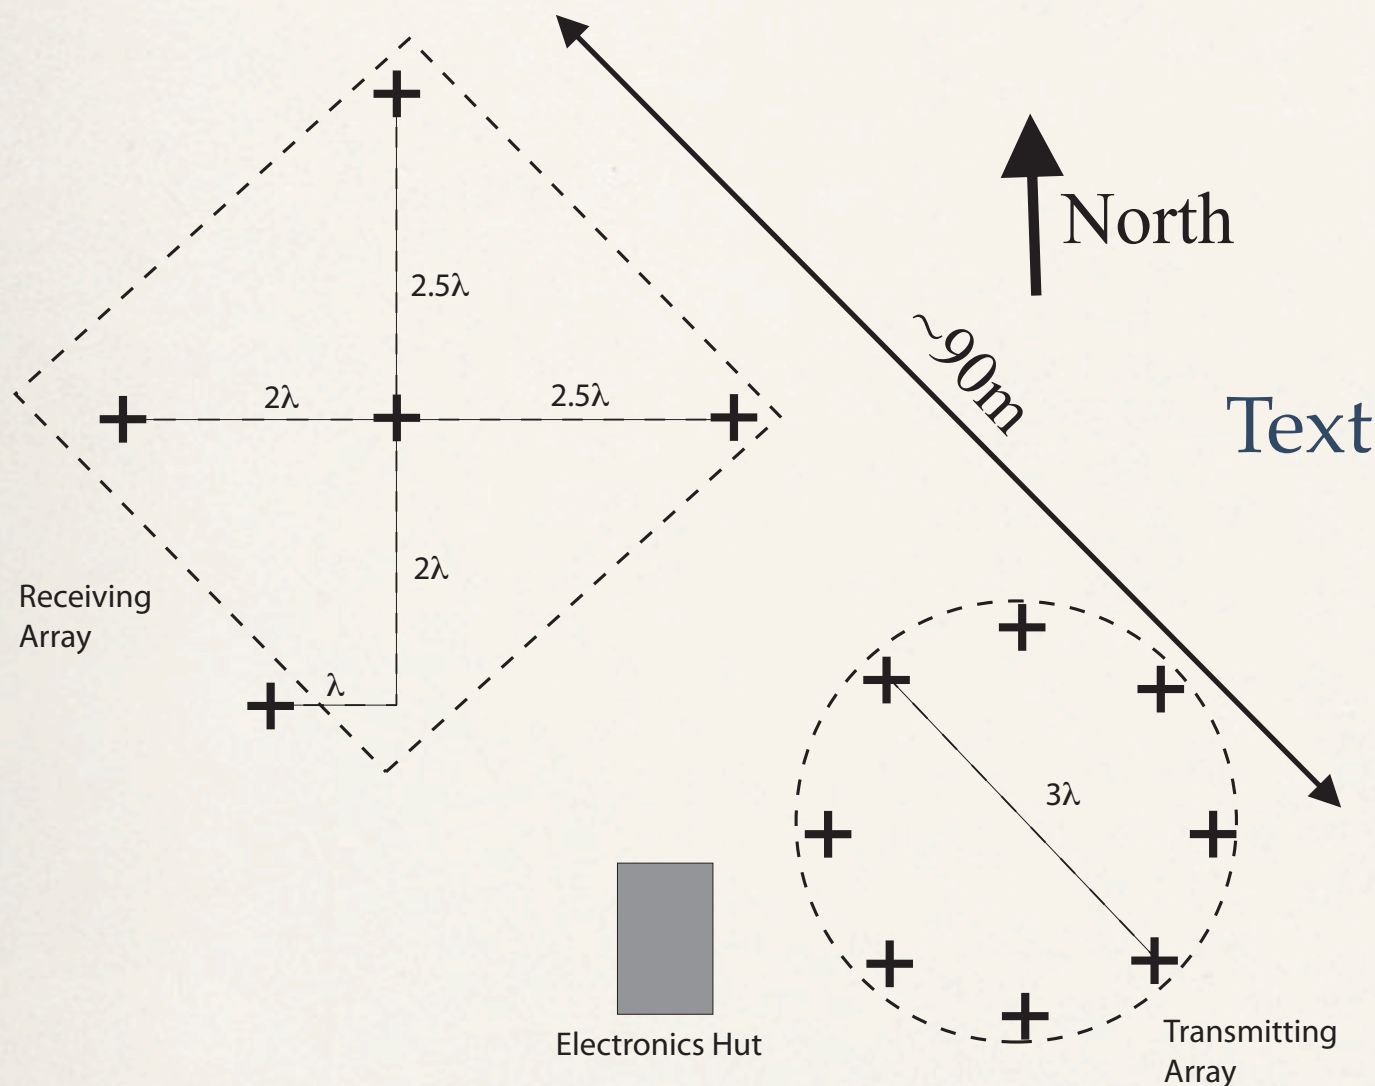 North
2.5λ
~90m
2λ
2.5λ
Text
2λ
Receiving
Array
λ
3λ
Electronics Hut
Transmitting
Array